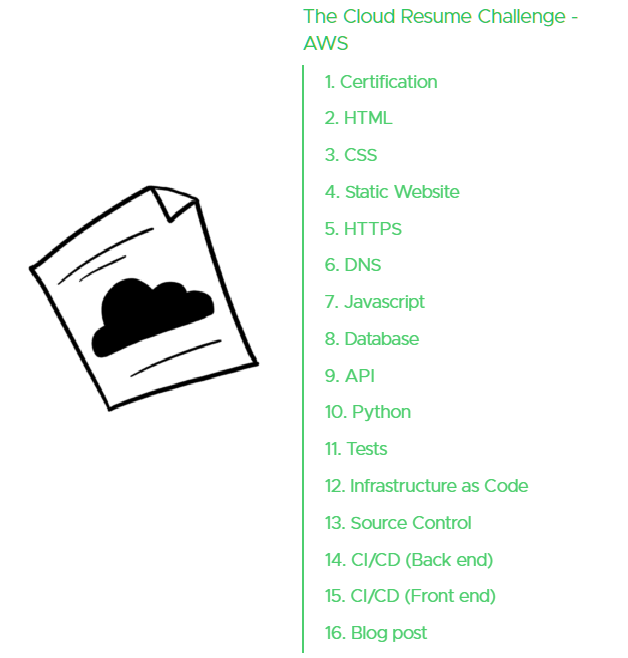 The Cloud Resume Challenge -
AWS
1. Certification
2. HTML
3. CSS
4. Static Website
5. HTTPS
6. DNS
7. Javascript
8. Database
9. API
10. Python
11. Tests
12. Infrastructure as Code
13. Source Control
14. CI/CD (Back end)
15. CI/CD (Front end)
16. Blog post